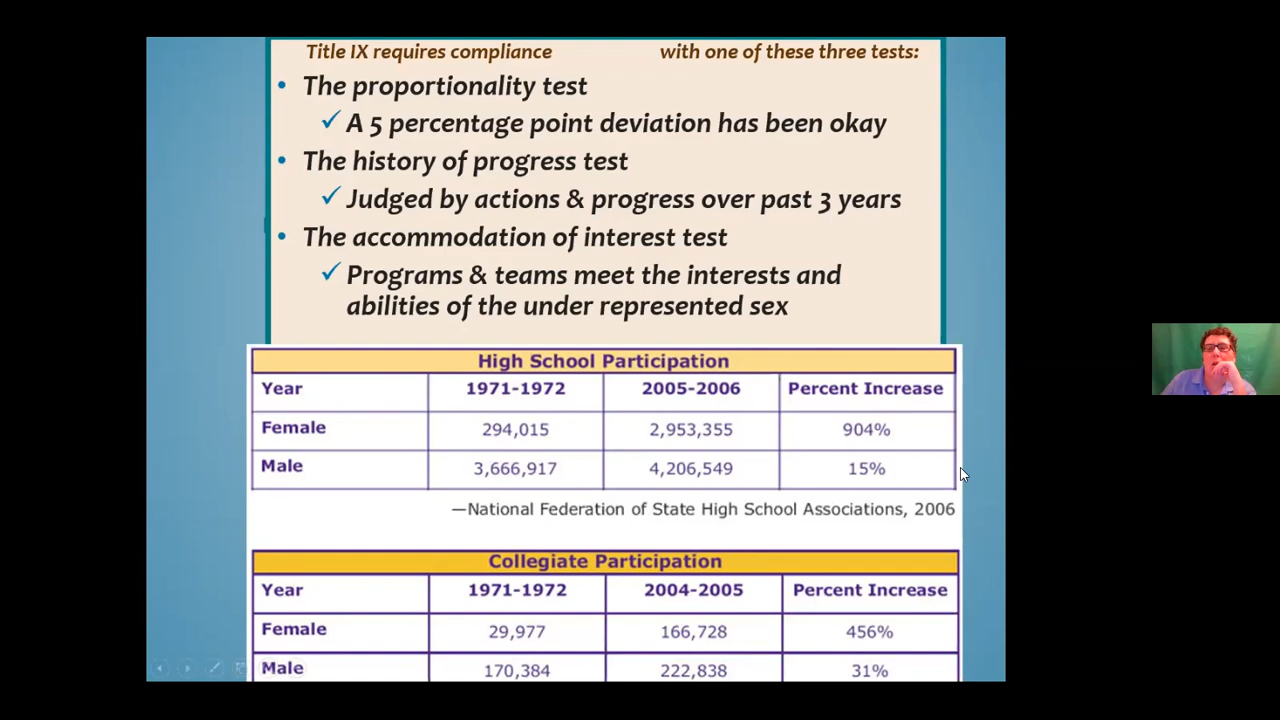 Title IX requires compliance with one of these three tests:
• The proportionality test
✓ A 5 percentage point deviation has been okay
• The history of progress test
✓ Judged by actions & progress over past 3 years
• The accommodation of interest test
✓ Programs & teams meet the interests and
abilities of the under represented sex
High School Participation
Year 1971-1972 2005-2006 Percent Increase
Female 294,015 2,953,355 904%
Male 3,666,917 4,206,549 15%
—National Federation of State High School Associations, 2006
Collegiate Participation
Year 1971-1972 2004-2005 Percent Increase
Female 29,977 166,728 456%
Male 170,384 222,838 31%